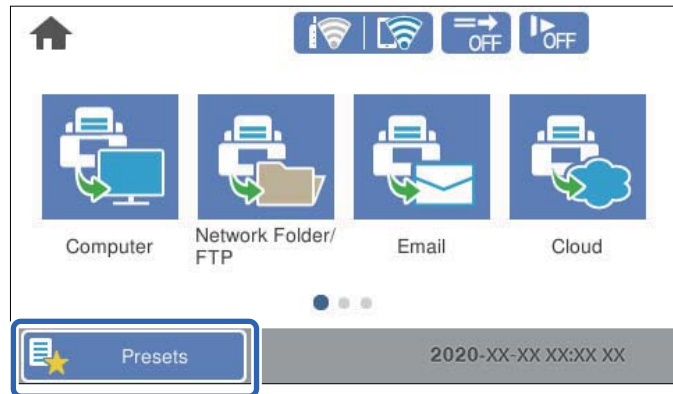 OFF
OFF
Computer
Network Folder/
FTP
Email
Cloud
Presets
2020-XX-XX XX:XX XX